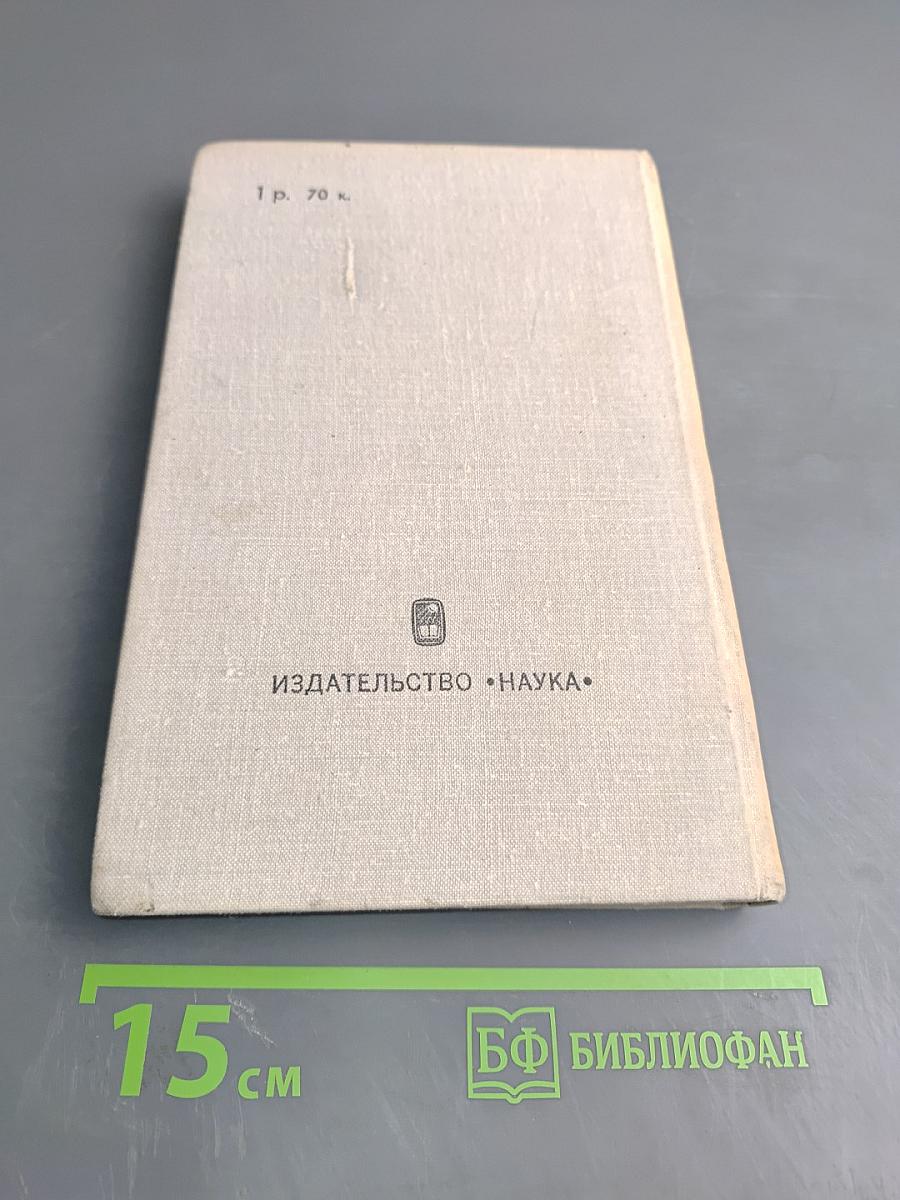 1 р. 70 к.
ИЗДАТЕЛЬСТВО •НАУКА•
15 см
БФ БИБЛИОФАН